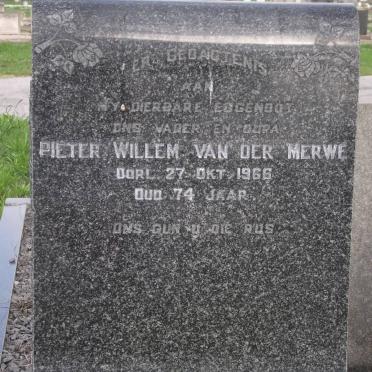 TER GEDAGTENIS
AAN
MY DIERBARE EGGENOOT
ONS VADER EN OUPA
PIETER WILLEM VAN DER MERWE
OORL. 27 OKT. 1966
OUD 74 JAAR
ONS GUN U DIE RUS